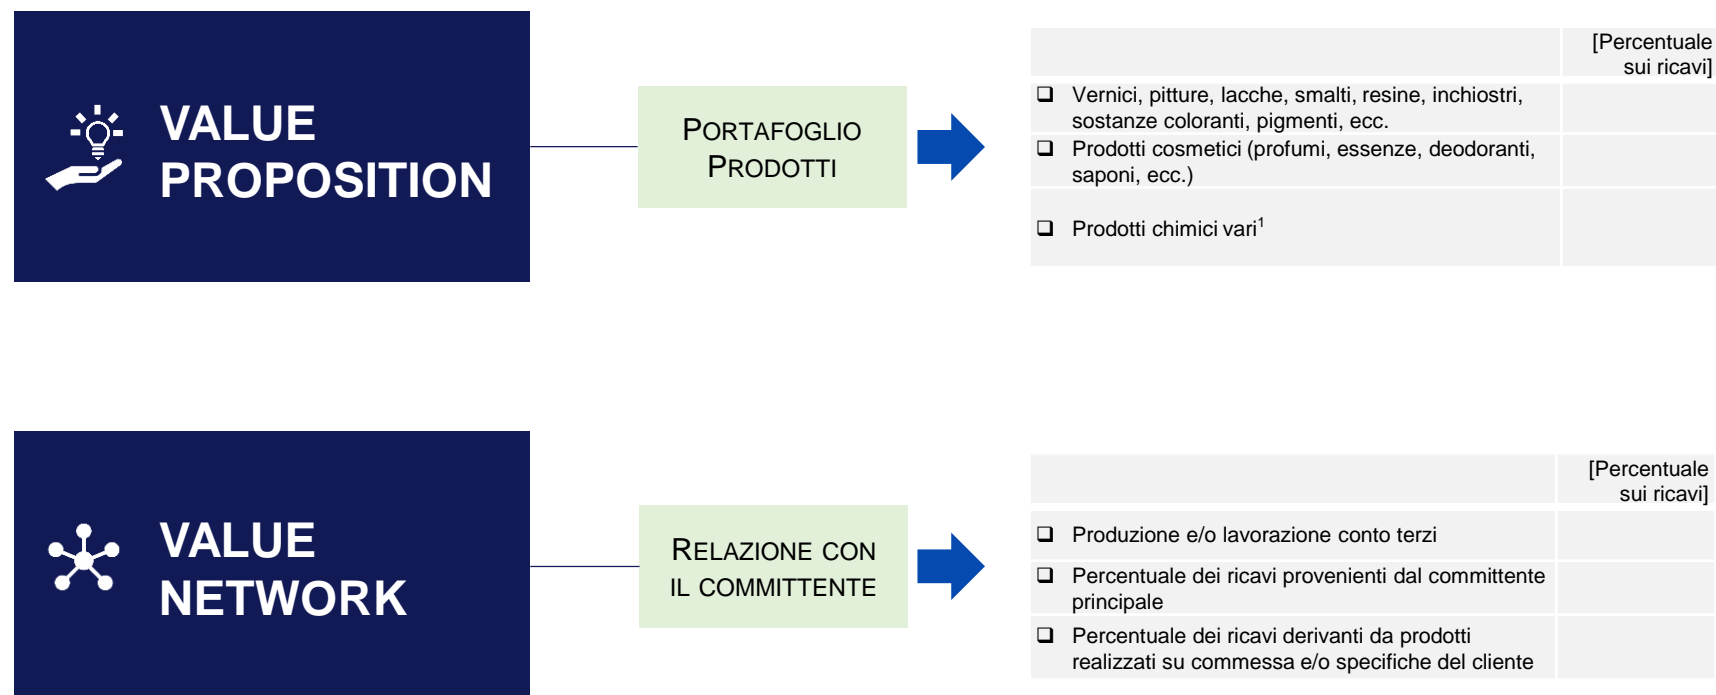 VALUE
PROPOSITION
PORTAFOGLIO
PRODOTTI
[Percentuale
sui ricavi]
❑ Vernici, pitture, lacche, smalti, resine, inchiostri,
sostanze coloranti, pigmenti, ecc.
❑ Prodotti cosmetici (profumi, essenze, deodoranti,
saponi, ecc.)
❑ Prodotti chimici vari¹
VALUE
NETWORK
RELAZIONE CON
IL COMMITTENTE
[Percentuale
sui ricavi]
❑ Produzione e/o lavorazione conto terzi
❑ Percentuale dei ricavi provenienti dal committente
principale
❑ Percentuale dei ricavi derivanti da prodotti
realizzati su commessa e/o specifiche del cliente